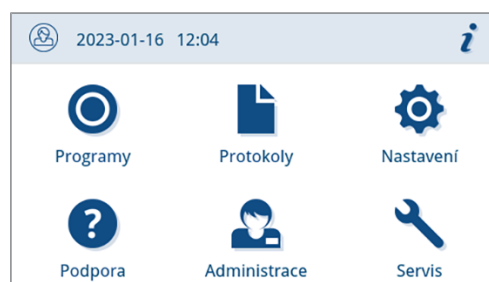 2023-01-16 12:04 i
Programy Protokoly Nastavení
?
Podpora Administrace Servis